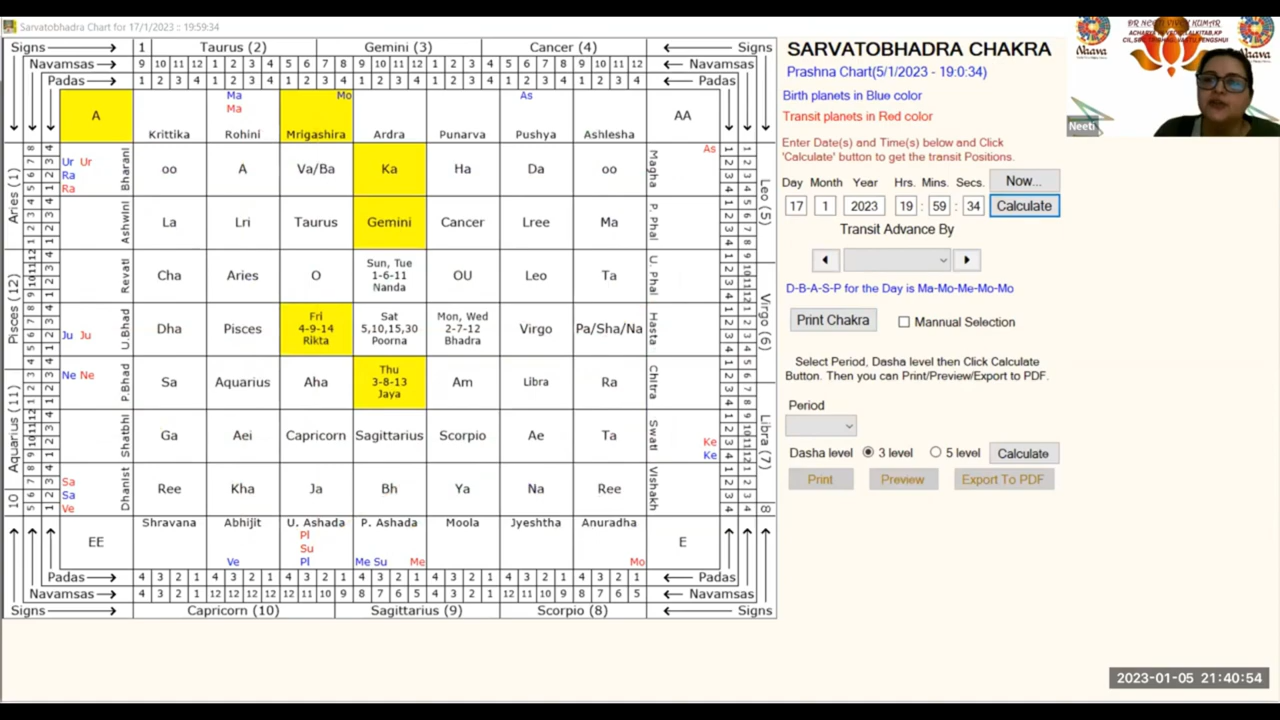 Sarvatobhadra Chart for 17/1/2023 :: 19:59:34
Signs 1 Taurus (2) Gemini (3) Cancer (4) Signs
Navamsas 9 10 11 12 1 2 3 4 5 6 7 8 9 10 11 12 1 2 3 4 5 6 7 8 9 10 11 12 Navamsas
Padas 1 2 3 4 1 2 3 4 1 2 3 4 1 2 3 4 1 2 3 4 1 2 3 4 1 2 3 4 Padas
Ma Mo As
Ma
A AA
Krittika Rohini Mrigashira Ardra Punarva Pushya Ashlesha
Aries (1) Ur Ur Ra Ra Bharani oo A Va/Ba Ka Ha Da oo Magha As Leo (5)
Ashwini La Lri Taurus Gemini Cancer Lree Ma P. Phal
Pisces (12) Revati Cha Aries O Sun, Tue 1-6-11 Nanda OU Leo Ta U. Phal Virgo (6)
Ju Ju U.Bhad Dha Pisces Fri 4-9-14 Rikta Sat 5,10,15,30 Poorna Mon, Wed 2-7-12 Bhadra Virgo Pa/Sha/Na Hasta
Aquarius (11) Ne Ne P.Bhad Sa Aquarius Aha Thu 3-8-13 Jaya Am Libra Ra Chitra Libra (7)
Shatbhi Ga Aei Capricorn Sagittarius Scorpio Ae Ta Swati Ke Ke
10 Sa Sa Ve Dhanist Ree Kha Ja Bh Ya Na Ree Vishakh 8
Shravana Abhijit U. Ashada P. Ashada Moola Jyeshtha Anuradha
EE Pl E
Su
Ve Pl Me Su Me Mo
Padas 4 3 2 1 4 3 2 1 4 3 2 1 4 3 2 1 4 3 2 1 4 3 2 1 4 3 2 1 Padas
Navamsas 4 3 2 1 12 12 12 12 12 11 10 9 8 7 6 5 4 3 2 1 12 11 10 9 8 7 6 5 Navamsas
Signs Capricorn (10) Sagittarius (9) Scorpio (8) Signs
SARVATOBHADRA CHAKRA
Prashna Chart(5/1/2023 - 19:0:34)
Birth planets in Blue color
Transit planets in Red color
Enter Date(s) and Time(s) below and Click
'Calculate' button to get the transit Positions.
Day Month Year Hrs. Mins. Secs. Now...
17 1 2023 19 : 59 : 34 Calculate
Transit Advance By
D-B-A-S-P for the Day is Ma-Mo-Me-Mo-Mo
Print Chakra Mannual Selection
Select Period, Dasha level then Click Calculate
Button. Then you can Print/Preview/Export to PDF.
Period
Dasha level 3 level 5 level Calculate
Print Preview Export To PDF
DR NEETI VIVEK KUMAR
Nhava Nhava
Neeti
2023-01-05 21:40:54